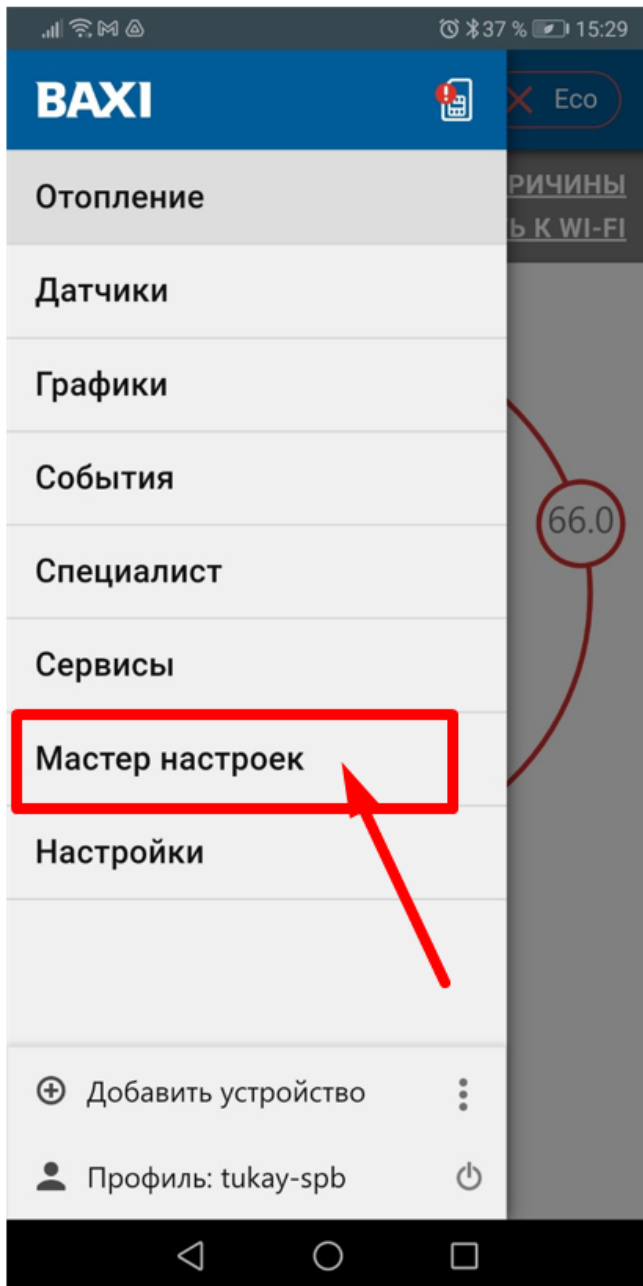 37 % 15:29
BAXI
Eco
Отопление
РИЧИНЫ
Ь К WI-FI
Датчики
Графики
События
66.0
Специалист
Сервисы
Мастер настроек
Настройки
Добавить устройство
Профиль: tukay-spb